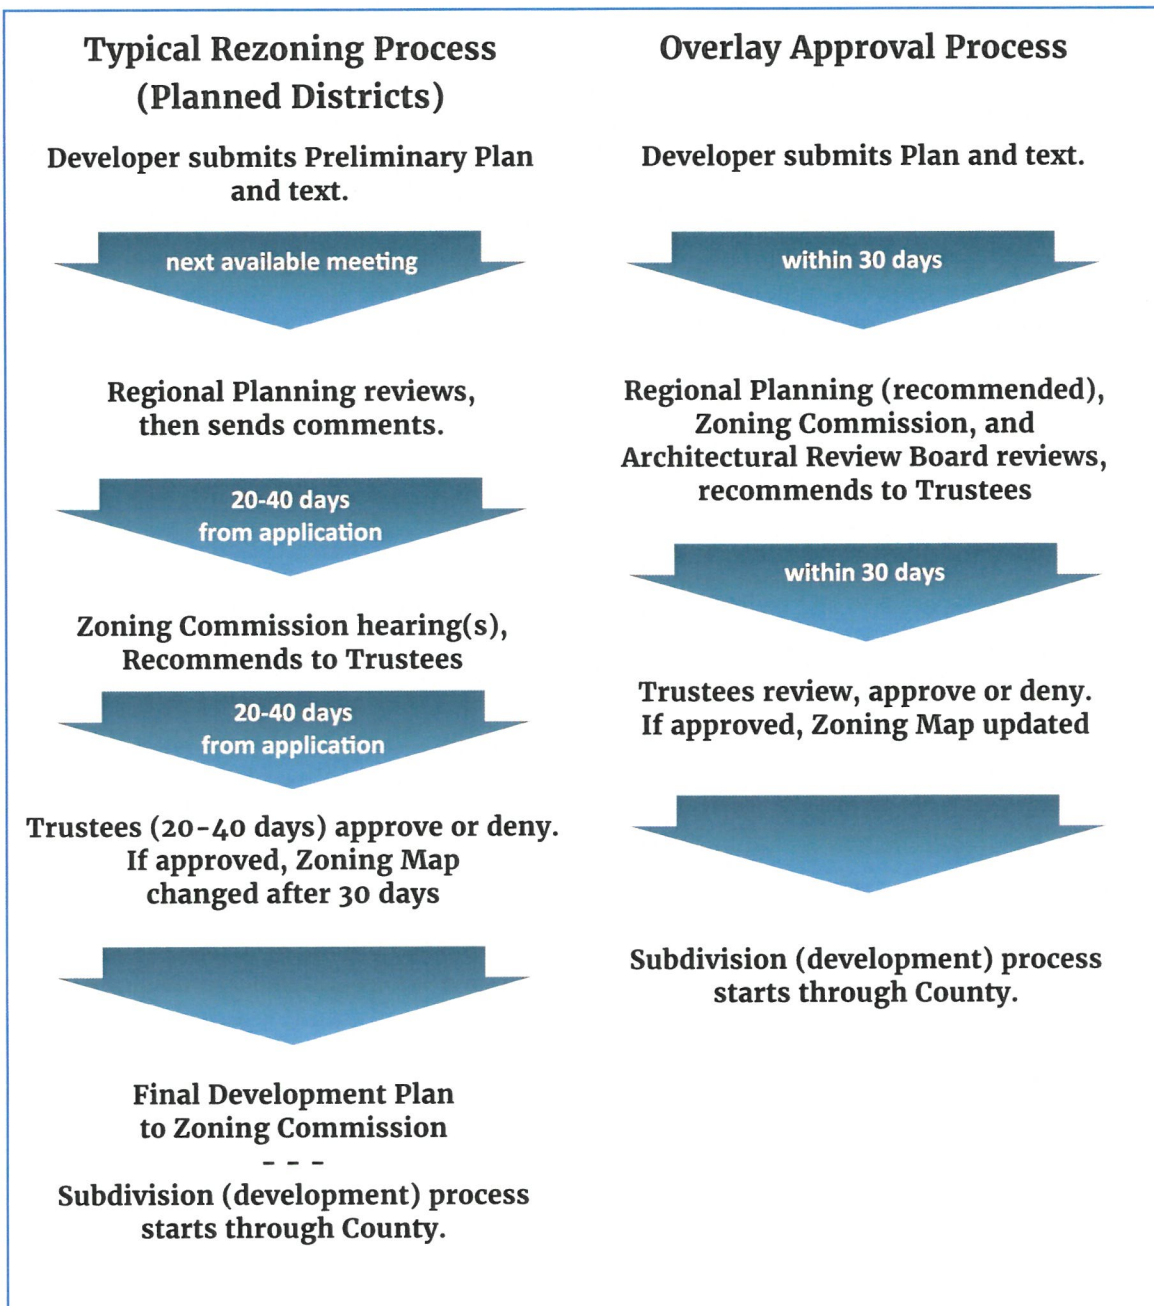 Typical Rezoning Process
(Planned Districts)
Developer submits Preliminary Plan
and text.
next available meeting
Regional Planning reviews,
then sends comments.
20-40 days
from application
Zoning Commission hearing(s),
Recommends to Trustees
20-40 days
from application
Trustees (20-40 days) approve or deny.
If approved, Zoning Map
changed after 30 days
Final Development Plan
to Zoning Commission
- - -
Subdivision (development) process
starts through County.
Overlay Approval Process
Developer submits Plan and text.
within 30 days
Regional Planning (recommended),
Zoning Commission, and
Architectural Review Board reviews,
recommends to Trustees
within 30 days
Trustees review, approve or deny.
If approved, Zoning Map updated
Subdivision (development) process
starts through County.